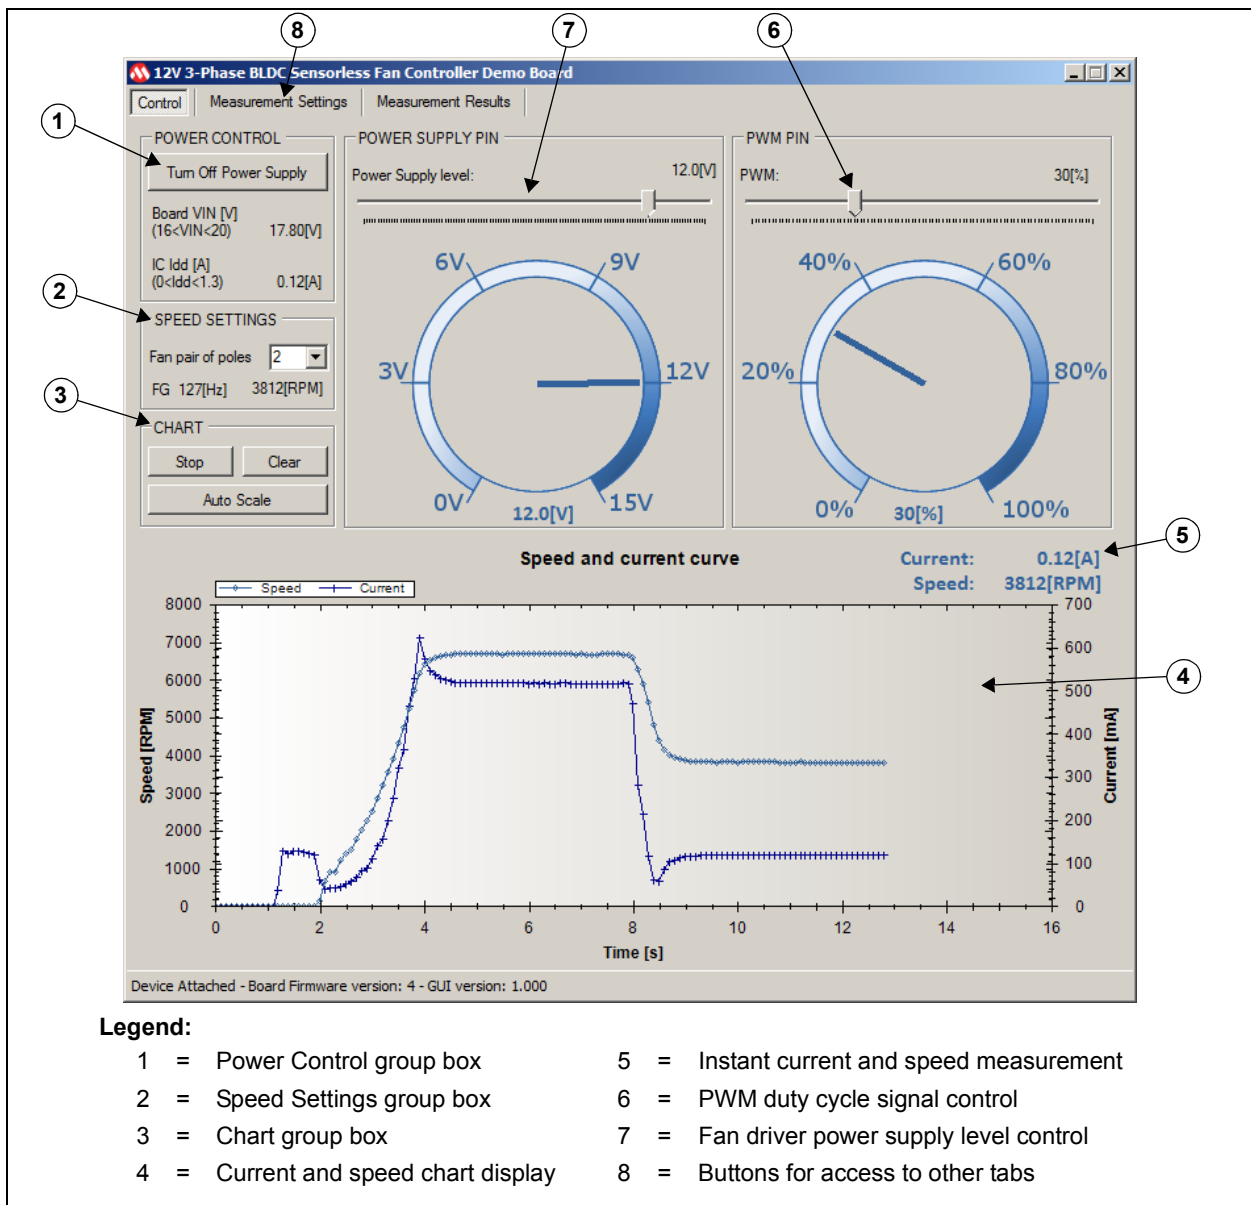 8
7
6
12V 3-Phase BLDC Sensorless Fan Controller Demo Board
Control Measurement Settings Measurement Results
1
POWER CONTROL
Turn Off Power Supply
Board VIN [V]
(16<VIN<20) 17.80[V]
IC Idd [A]
(0<Idd<1.3) 0.12[A]
2
SPEED SETTINGS
Fan pair of poles 2
FG 127[Hz] 3812[RPM]
3
CHART
Stop Clear
Auto Scale
POWER SUPPLY PIN
Power Supply level: 12.0[V]
6V 9V
3V 12V
0V 15V
12.0[V]
PWM PIN
PWM: 30[%]
40% 60%
20% 80%
0% 100%
30[%]
5
Speed and current curve
Current: 0.12[A]
Speed: 3812[RPM]
Speed Current
8000
7000
6000
5000
4000
3000
2000
1000
0
Speed [RPM]
700
600
500
400
300
200
100
0
Current [mA]
4
0 2 4 6 8 10 12 14 16
Time [s]
Device Attached - Board Firmware version: 4 - GUI version: 1.000
Legend:
1 = Power Control group box
2 = Speed Settings group box
3 = Chart group box
4 = Current and speed chart display
5 = Instant current and speed measurement
6 = PWM duty cycle signal control
7 = Fan driver power supply level control
8 = Buttons for access to other tabs